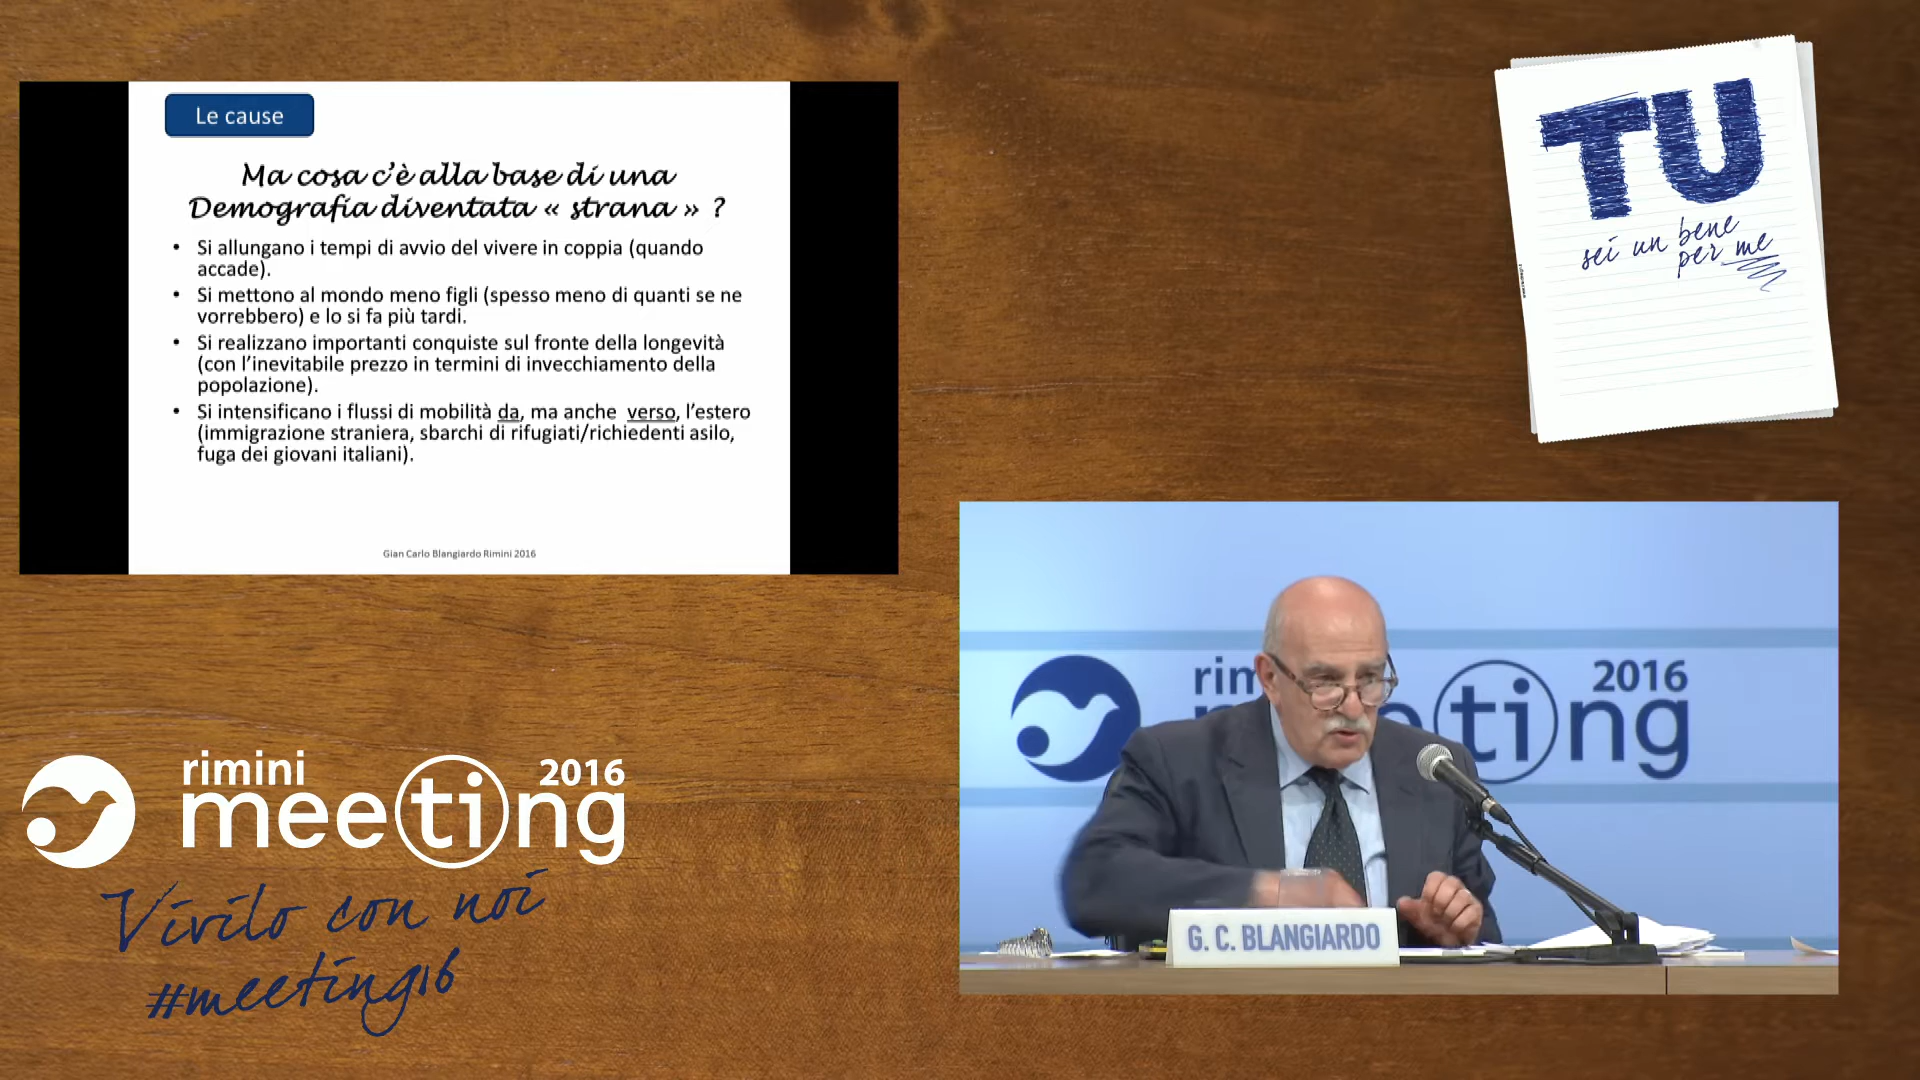 Le cause
Ma cosa c'è alla base di una
Demografia diventata « strana » ?
• Si allungano i tempi di avvio del vivere in coppia (quando
accade).
• Si mettono al mondo meno figli (spesso meno di quanti se ne
vorrebbero) e lo si fa più tardi.
• Si realizzano importanti conquiste sul fronte della longevità
(con l'inevitabile prezzo in termini di invecchiamento della
popolazione).
• Si intensificano i flussi di mobilità da, ma anche verso, l'estero
(immigrazione straniera, sbarchi di rifugiati/richiedenti asilo,
fuga dei giovani italiani).
Gian Carlo Blangiardo Rimini 2016
TU
sei un bene
per me
rimini 2016
meeting
Vivilo con noi
#meeting16
2016
ting
G. C. BLANGIARDO